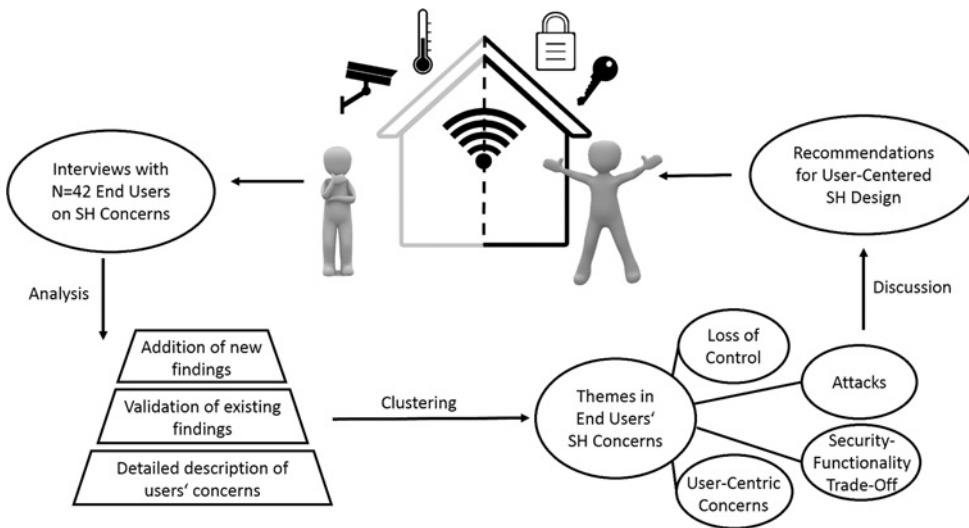 Interviews with
N=42 End Users
on SH Concerns
Recommendations
for User-Centered
SH Design
Analysis
Discussion
Addition of new
findings
Validation of existing
findings
Detailed description of
users‘ concerns
Clustering
Themes in
End Users‘
SH Concerns
Loss of
Control
Attacks
Security-
Functionality
Trade-Off
User-Centric
Concerns